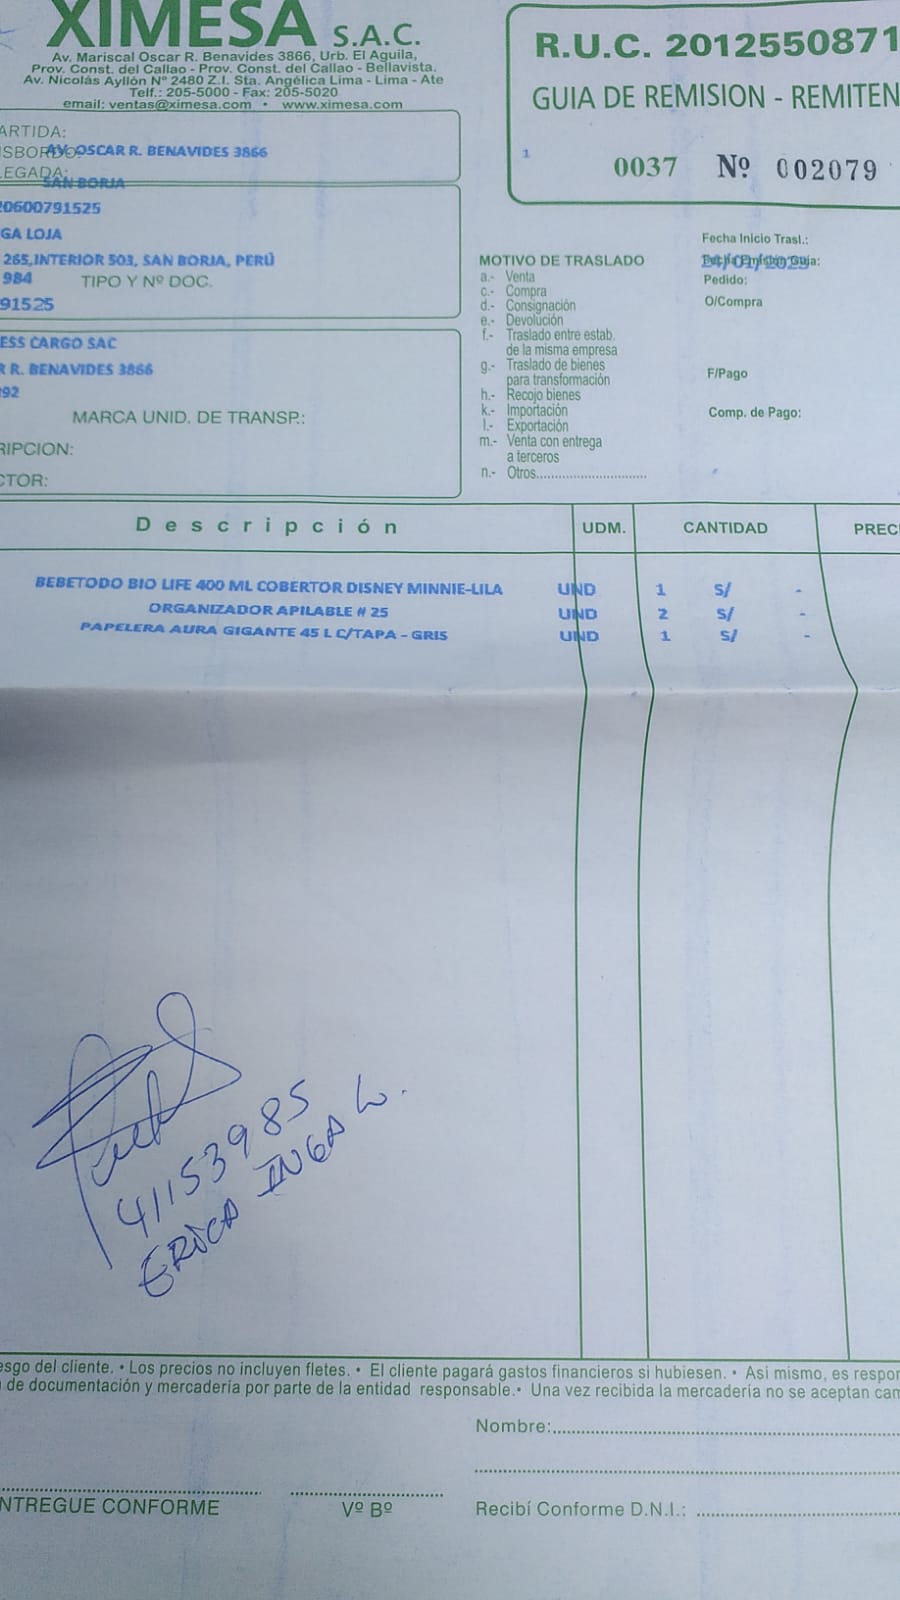 XIMESA S.A.C.
Av. Mariscal Oscar R. Benavides 3866, Urb. El Aguila,
Prov. Const. del Callao - Prov. Const. del Callao - Bellavista.
Av. Nicolás Ayllón Nº 2480 Z.I. Sta. Angélica Lima - Lima - Ate
Telf.: 205-5000 - Fax: 205-5020
email: ventas@ximesa.com • www.ximesa.com
R.U.C. 2012550871
GUIA DE REMISION - REMITEN
1
0037 Nº 002079
ARTIDA:
SBORDO: AV. OSCAR R. BENAVIDES 3866
LEGADA:
SAN BORJA
20600791525
GA LOJA
265,INTERIOR 503, SAN BORJA, PERÚ
984 TIPO Y Nº DOC.
91525
ESS CARGO SAC
R R. BENAVIDES 3866
92
MARCA UNID. DE TRANSP.:
RIPCION:
CTOR:
MOTIVO DE TRASLADO
a.- Venta
c.- Compra
d.- Consignación
e.- Devolución
f.- Traslado entre estab.
de la misma empresa
g.- Traslado de bienes
para transformación
h.- Recojo bienes
k.- Importación
l.- Exportación
m.- Venta con entrega
a terceros
n.- Otros
Fecha Inicio Trasl.:
Fecha Emisión Guia:
Pedido:
O/Compra
F/Pago
Comp. de Pago:
Descripción UDM. CANTIDAD PREC
BEBETODO BIO LIFE 400 ML COBERTOR DISNEY MINNIE-LILA UND 1 S/ -
ORGANIZADOR APILABLE # 25 UND 2 S/ -
PAPELERA AURA GIGANTE 45 L C/TAPA - GRIS UND 1 S/ -
41153985
ERICA INGA L.
esgo del cliente. • Los precios no incluyen fletes. • El cliente pagará gastos financieros si hubiesen. • Asi mismo, es respon
de documentación y mercadería por parte de la entidad responsable.• Una vez recibida la mercadería no se aceptan cam
Nombre:
NTREGUE CONFORME
Vº Bº
Recibí Conforme D.N.I.: